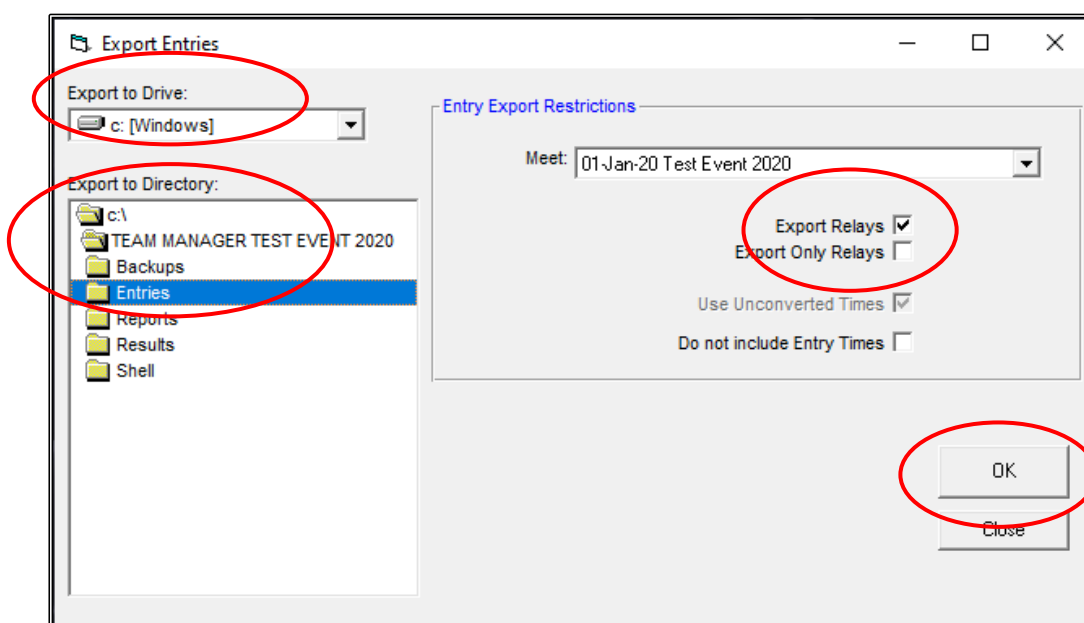 Export Entries
Export to Drive:
c: [Windows]
Export to Directory:
c:\
TEAM MANAGER TEST EVENT 2020
Backups
Entries
Reports
Results
Shell
Entry Export Restrictions
Meet: 01-Jan-20 Test Event 2020
Export Relays
Export Only Relays
Use Unconverted Times
Do not include Entry Times
OK
Close